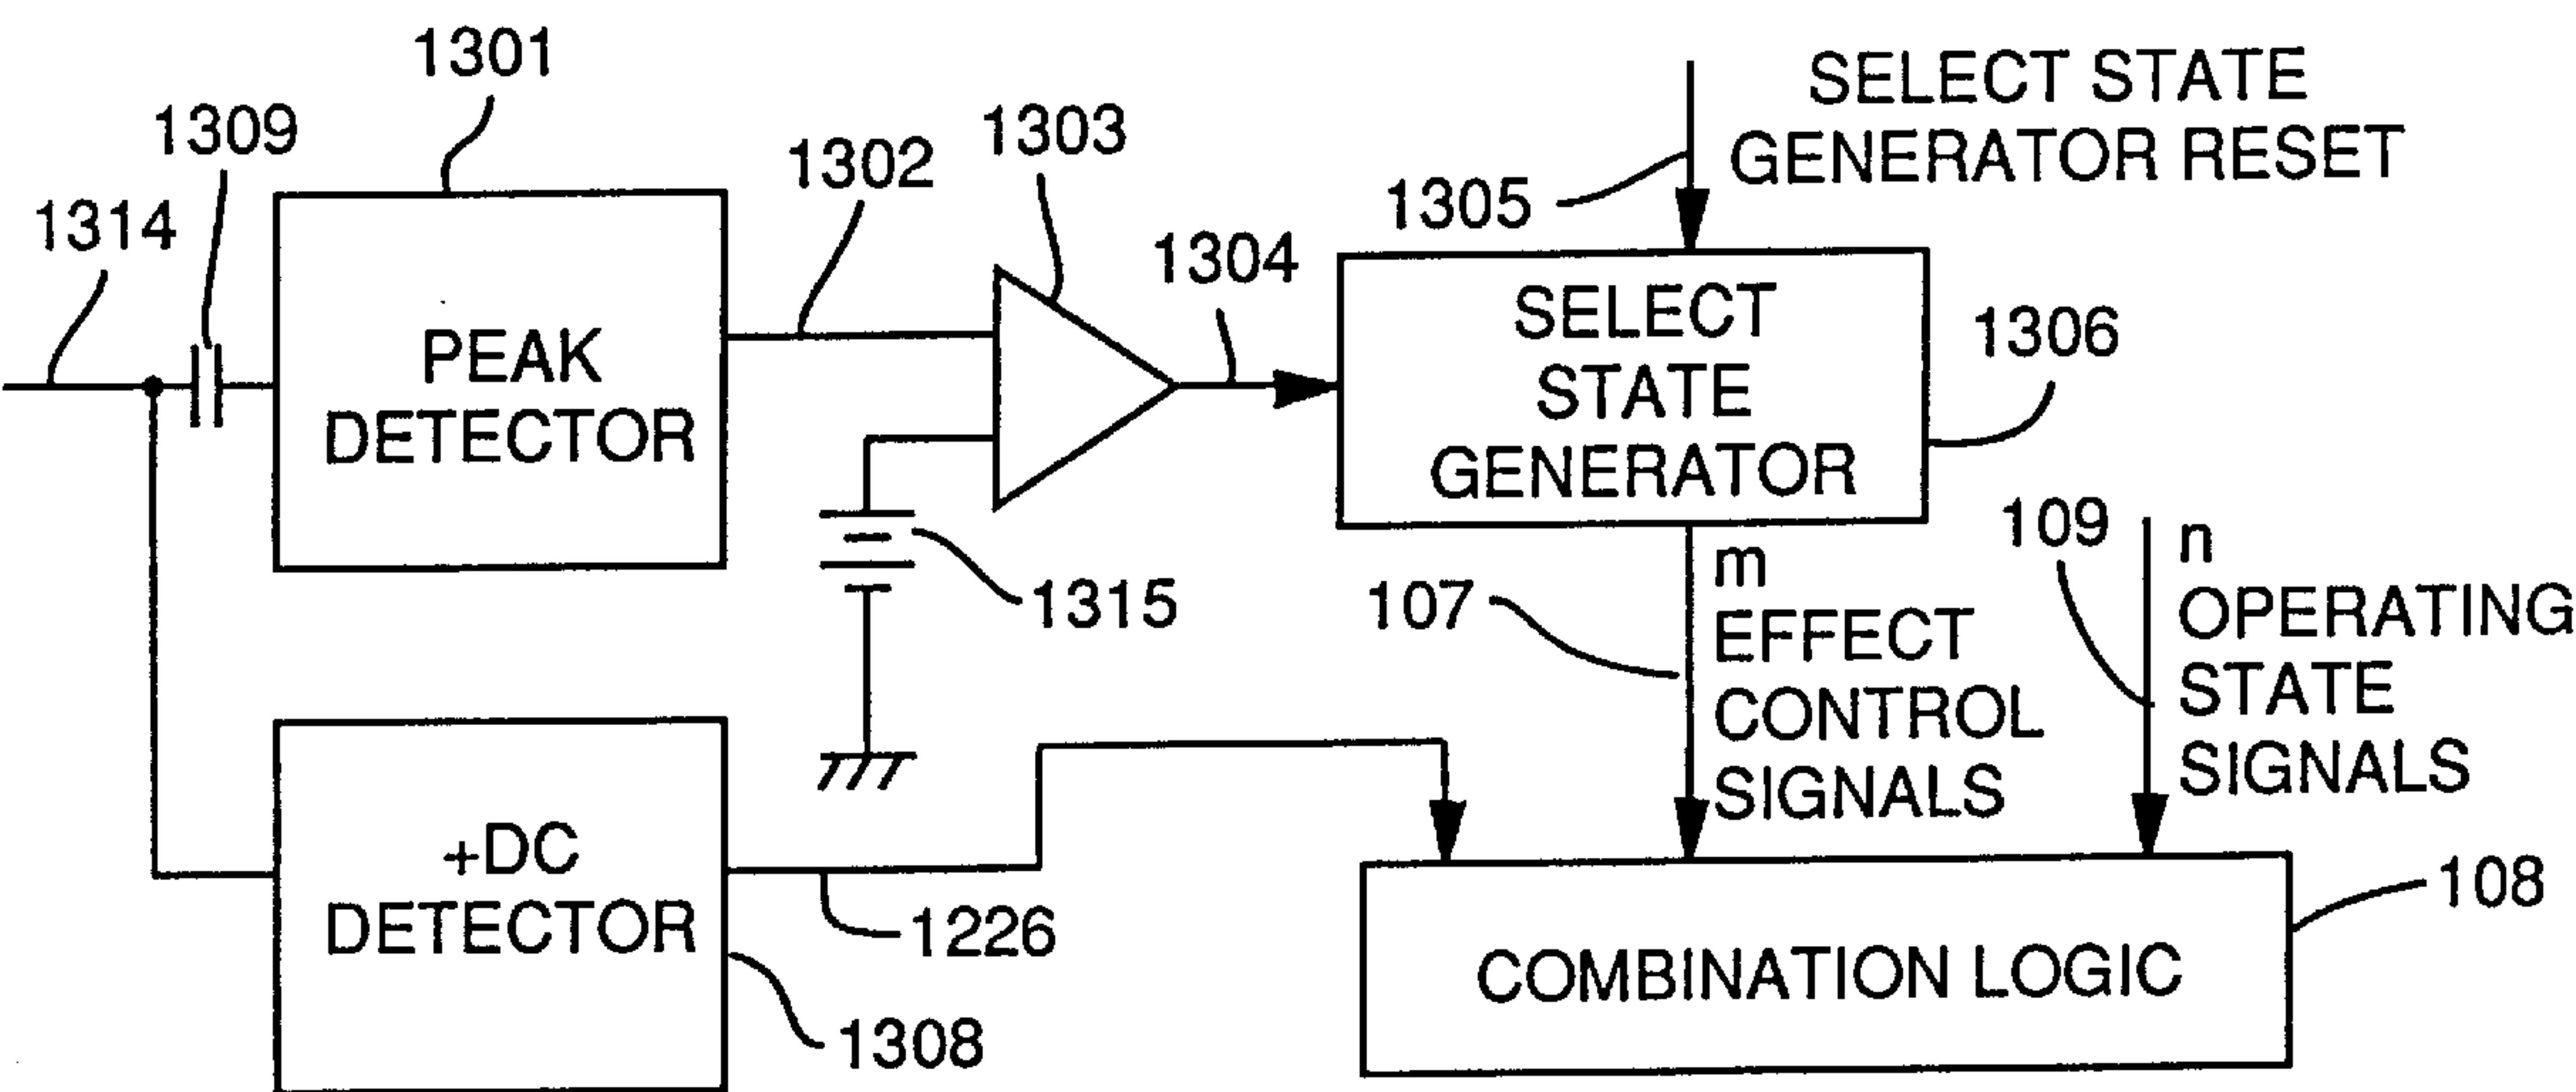 1301
1309
1314
PEAK
DETECTOR
1302
1303
1304
1305
SELECT STATE
GENERATOR RESET
SELECT
STATE
GENERATOR
1306
1315
107
m
EFFECT
CONTROL
SIGNALS
109
n
OPERATING
STATE
SIGNALS
+DC
DETECTOR
1226
1308
COMBINATION LOGIC
108